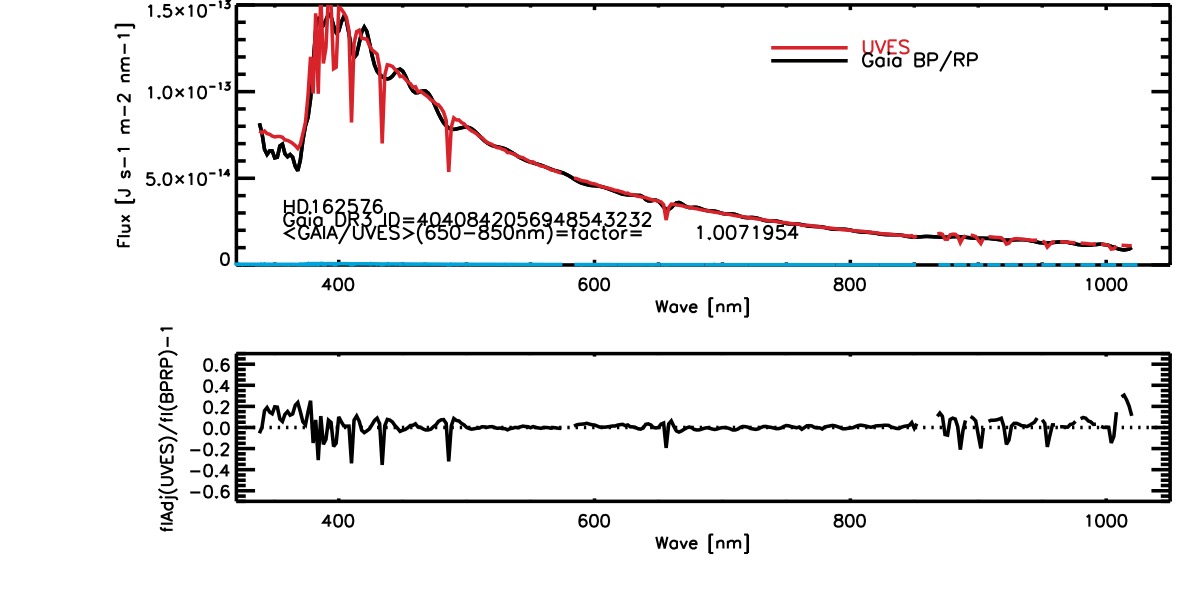 1.5×10−13
1.0×10−13
5.0×10−14
0
Flux [J s−1 m−2 nm−1]
UVES
Gaia BP/RP
HD162576
Gaia DR3 ID=4040842056948543232
<GAIA/UVES>(650−850nm)=factor= 1.0071954
400 600 800 1000
Wave [nm]
0.6
0.4
0.2
0.0
−0.2
−0.4
−0.6
flAdj(UVES)/fl(BPRP)−1
400 600 800 1000
Wave [nm]